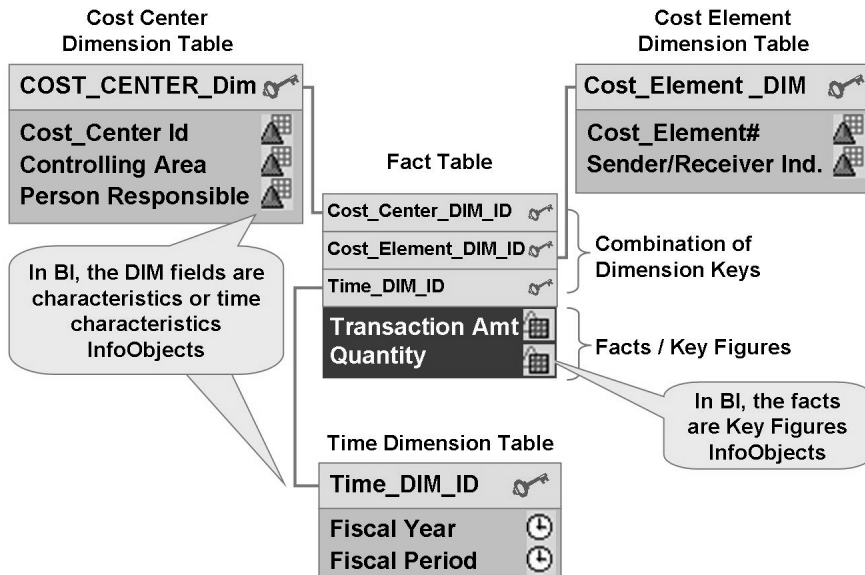 Cost Center
Dimension Table
COST_CENTER_Dim
Cost_Center Id
Controlling Area
Person Responsible
Cost Element
Dimension Table
Cost_Element _DIM
Cost_Element#
Sender/Receiver Ind.
Fact Table
Cost_Center_DIM_ID
Cost_Element_DIM_ID
Time_DIM_ID
Transaction Amt
Quantity
Combination of
Dimension Keys
Facts / Key Figures
In BI, the DIM fields are
characteristics or time
characteristics
InfoObjects
In BI, the facts
are Key Figures
InfoObjects
Time Dimension Table
Time_DIM_ID
Fiscal Year
Fiscal Period